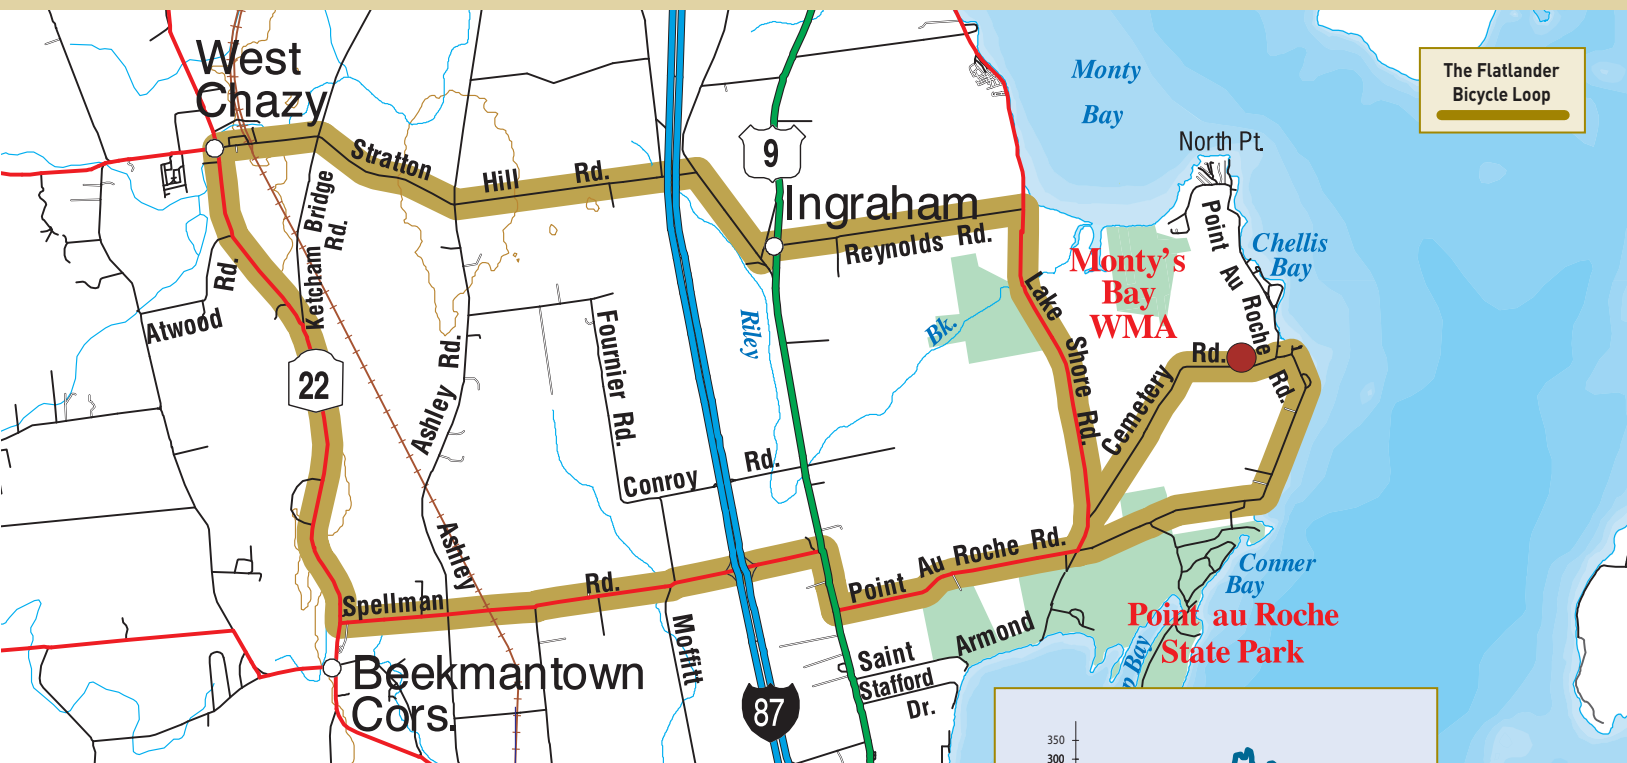 West
Chazy
Monty
Bay
The Flatlander
Bicycle Loop
North Pt.
9
Stratton
Hill
Rd.
Ketcham Bridge
Rd.
Ingraham
Reynolds Rd.
Point Au Roche Rd.
Chellis
Bay
Monty's
Bay
WMA
Atwood
Rd.
Lake
Shore Rd.
Bk.
Riley
Fournier Rd.
Ashley Rd.
22
Cemetery
Rd.
Conroy
Rd.
Ashley
Point Au Roche Rd.
Spellman
Rd.
Conner
Bay
Point au Roche
State Park
Bay
Moffitt
Saint
Armond
Stafford
Dr.
Beekmantown
Cors.
87
350
300